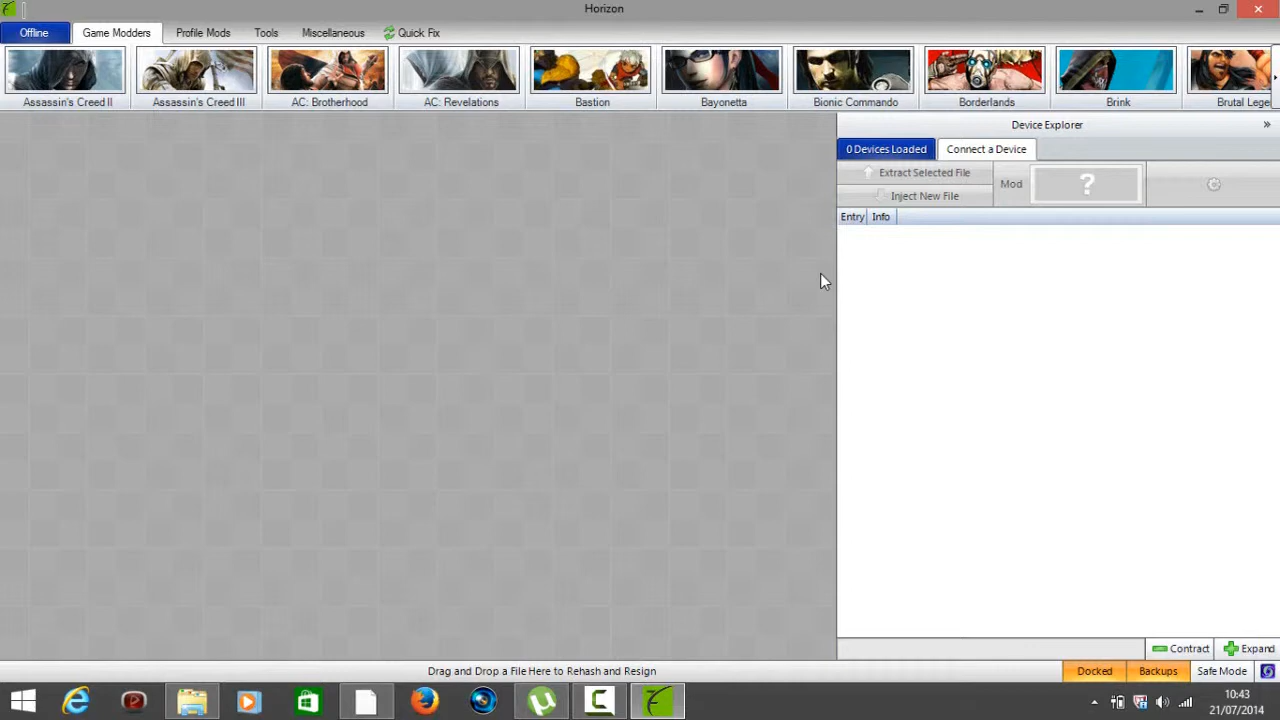 Horizon
Offline Game Modders Profile Mods Tools Miscellaneous Quick Fix
Assassin's Creed II Assassin's Creed III AC: Brotherhood AC: Revelations Bastion Bayonetta Bionic Commando Borderlands Brink Brutal Lege
Device Explorer »
0 Devices Loaded Connect a Device
Extract Selected File
Mod ?
Inject New File
Entry Info
Contract Expand
Drag and Drop a File Here to Rehash and Resign Docked Backups Safe Mode
10:43
21/07/2014